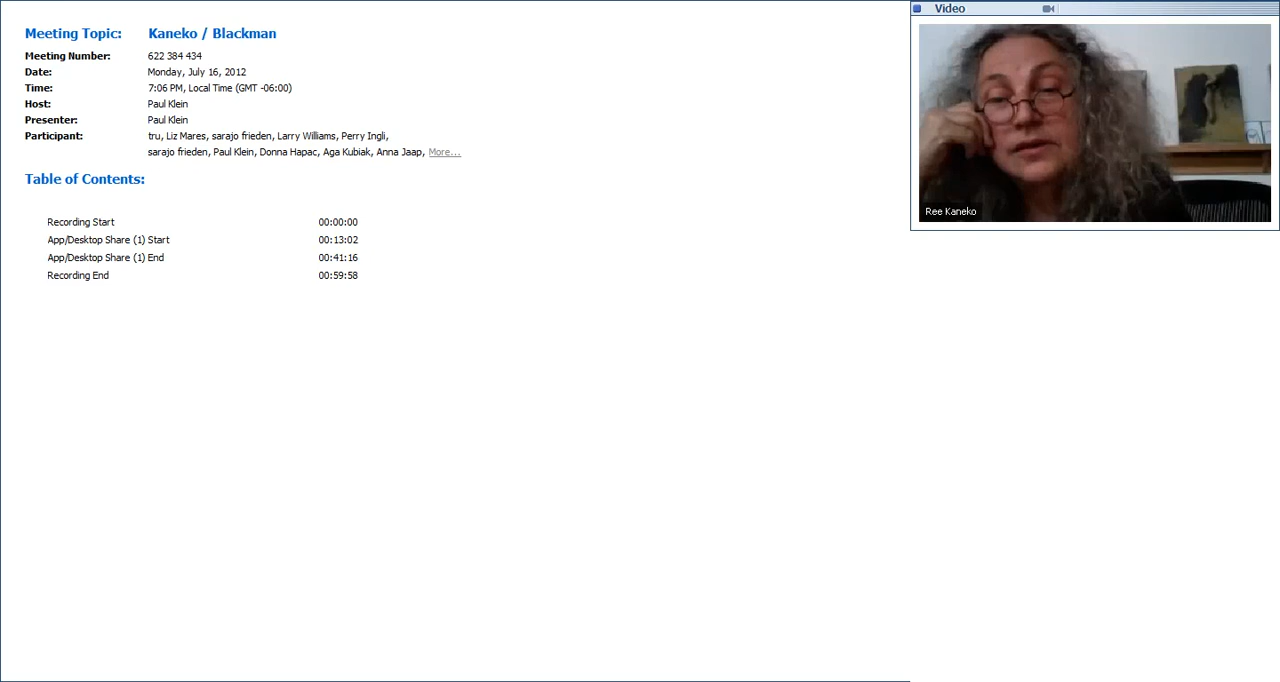 Meeting Topic: Kaneko / Blackman
Meeting Number: 622 384 434
Date: Monday, July 16, 2012
Time: 7:06 PM, Local Time (GMT -06:00)
Host: Paul Klein
Presenter: Paul Klein
Participant: tru, Liz Mares, sarajo frieden, Larry Williams, Perry Ingli,
sarajo frieden, Paul Klein, Donna Hapac, Aga Kubiak, Anna Jaap, More...
Table of Contents:
Recording Start 00:00:00
App/Desktop Share (1) Start 00:13:02
App/Desktop Share (1) End 00:41:16
Recording End 00:59:58
Video
Ree Kaneko